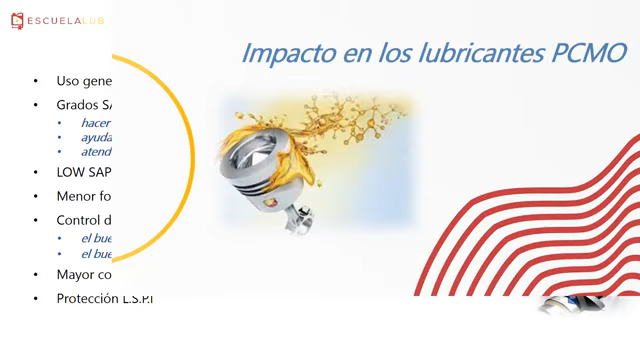 ESCUELALUB
Impacto en los lubricantes PCMO
• Uso gene
• Grados SA
• hacer
• ayuda
• atend
• LOW SAP
• Menor fo
• Control d
• el bue
• el bue
• Mayor co
• Protección L.S.P.I